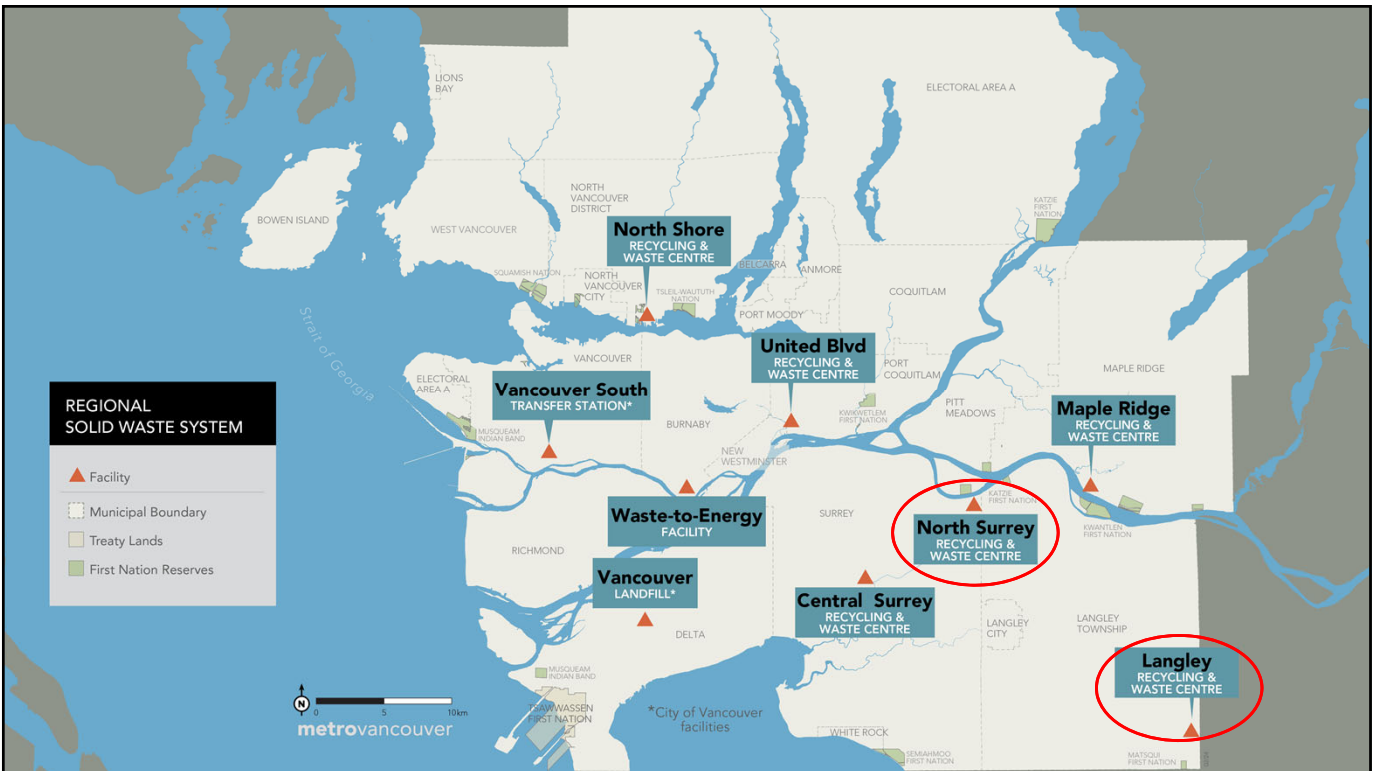 LIONS
BAY
ELECTORAL AREA A
NORTH
VANCOUVER
DISTRICT
BOWEN ISLAND
WEST VANCOUVER
KATZIE
FIRST
NATION
North Shore
RECYCLING &
WASTE CENTRE
SQUAMISH NATION
NORTH
VANCOUVER
CITY
TSLEIL-WAUTUTH
NATION
BELCARRA
ANMORE
COQUITLAM
PORT MOODY
Strait of Georgia
VANCOUVER
United Blvd
RECYCLING &
WASTE CENTRE
PORT
COQUITLAM
MAPLE RIDGE
ELECTORAL
AREA A
Vancouver South
TRANSFER STATION*
PITT
MEADOWS
Maple Ridge
RECYCLING &
WASTE CENTRE
KWIKWETLEM
FIRST NATION
BURNABY
MUSQUEAM
INDIAN BAND
NEW
WESTMINSTER
REGIONAL
SOLID WASTE SYSTEM
Facility
Municipal Boundary
Treaty Lands
First Nation Reserves
KATZIE
FIRST NATION
Waste-to-Energy
FACILITY
SURREY
North Surrey
RECYCLING &
WASTE CENTRE
KWANTLEN
FIRST NATION
RICHMOND
Vancouver
LANDFILL*
Central Surrey
RECYCLING &
WASTE CENTRE
DELTA
LANGLEY
CITY
LANGLEY
TOWNSHIP
Langley
RECYCLING &
WASTE CENTRE
MUSQUEAM
INDIAN BAND
N
0 5 10km
metrovancouver
TSAWWASSEN
FIRST NATION
*City of Vancouver
facilities
WHITE ROCK
SEMIAHMOO
FIRST NATION
MATSQUI
FIRST NATION